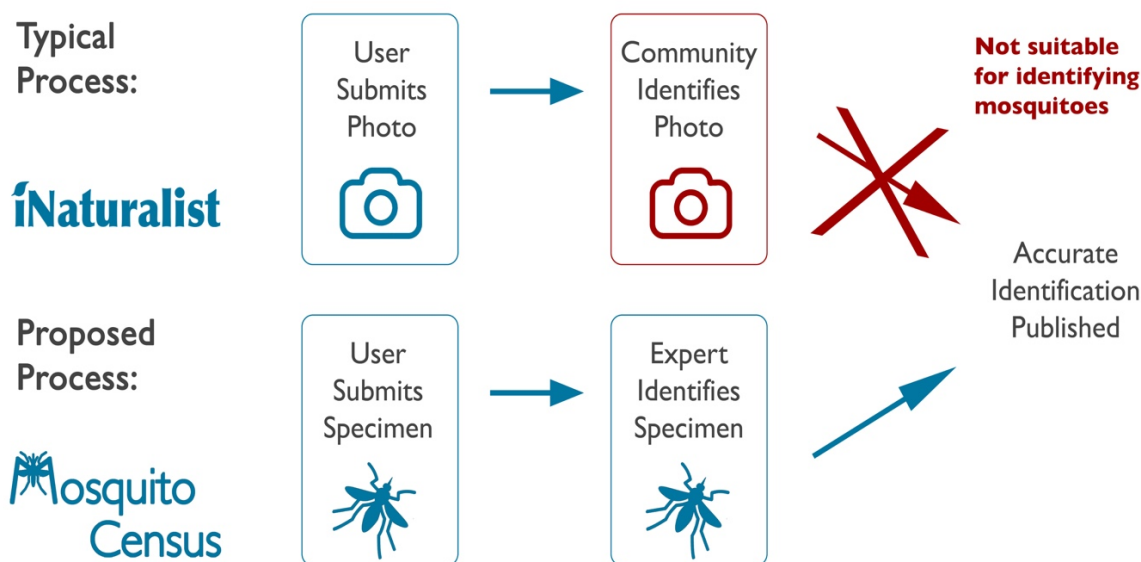 Typical
Process:
iNaturalist
User
Submits
Photo
Community
Identifies
Photo
Not suitable
for identifying
mosquitoes
Accurate
Identification
Published
Proposed
Process:
Mosquito
Census
User
Submits
Specimen
Expert
Identifies
Specimen